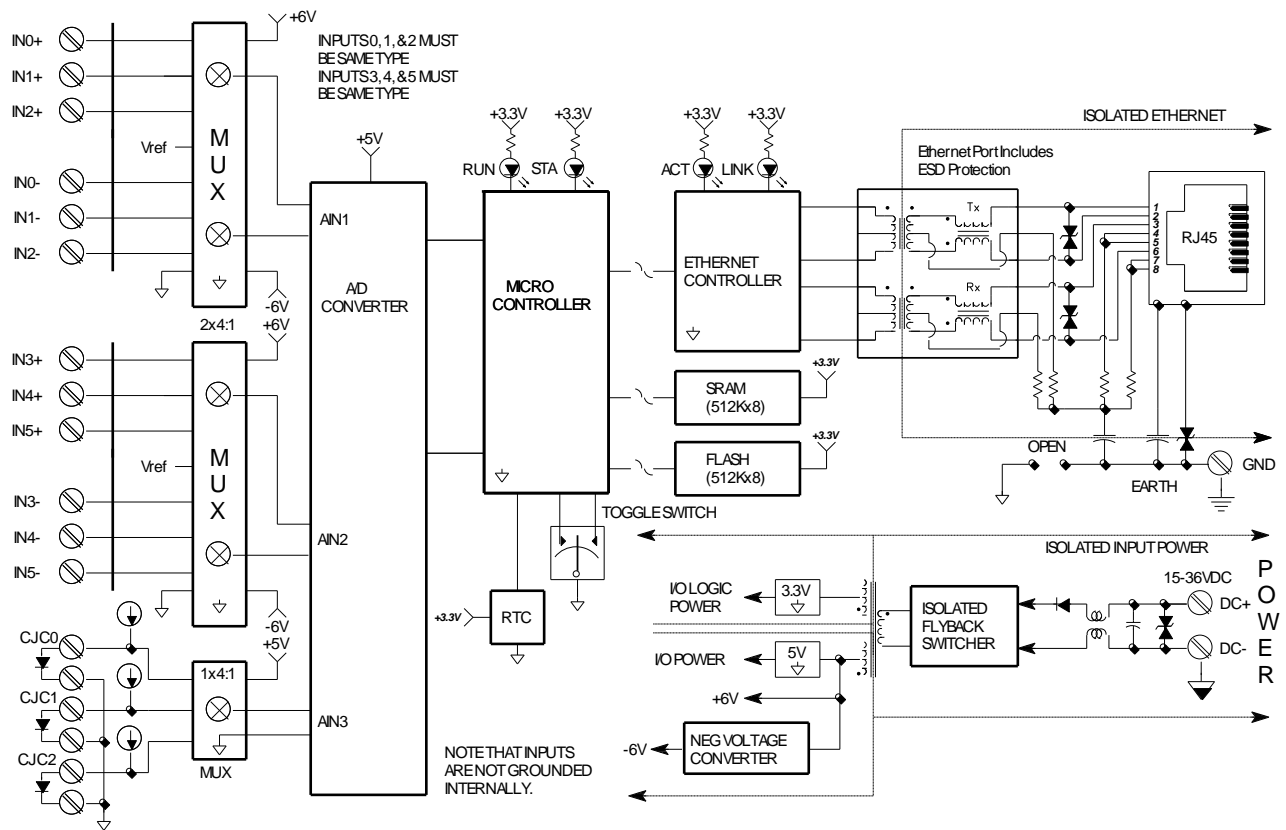 IN0+
IN1+
IN2+
Vref
IN0-
IN1-
IN2-
MUX
+6V
-6V
2x4:1
INPUTS 0, 1, & 2 MUST
BE SAME TYPE
INPUTS 3, 4, & 5 MUST
BE SAME TYPE
IN3+
IN4+
IN5+
Vref
IN3-
IN4-
IN5-
MUX
+6V
-6V
CJC0
CJC1
CJC2
+5V
1x4:1
MUX
+5V
AIN1
A/D
CONVERTER
AIN2
AIN3
+3.3V
+3.3V
RUN
STA
MICRO
CONTROLLER
+3.3V
+3.3V
ACT
LINK
ETHERNET
CONTROLLER
SRAM
(512Kx8)
+3.3V
FLASH
(512Kx8)
+3.3V
TOGGLE SWITCH
+3.3V
RTC
NOTE THAT INPUTS
ARE NOT GROUNDED
INTERNALLY.
ISOLATED ETHERNET
Ethernet Port Includes
ESD Protection
Tx
Rx
1
2
3
4
5
6
7
8
RJ45
OPEN
EARTH
GND
ISOLATED INPUT POWER
I/O LOGIC
POWER
3.3V
I/O POWER
5V
+6V
-6V
NEG VOLTAGE
CONVERTER
ISOLATED
FLYBACK
SWITCHER
15-36VDC
DC+
DC-
POWER